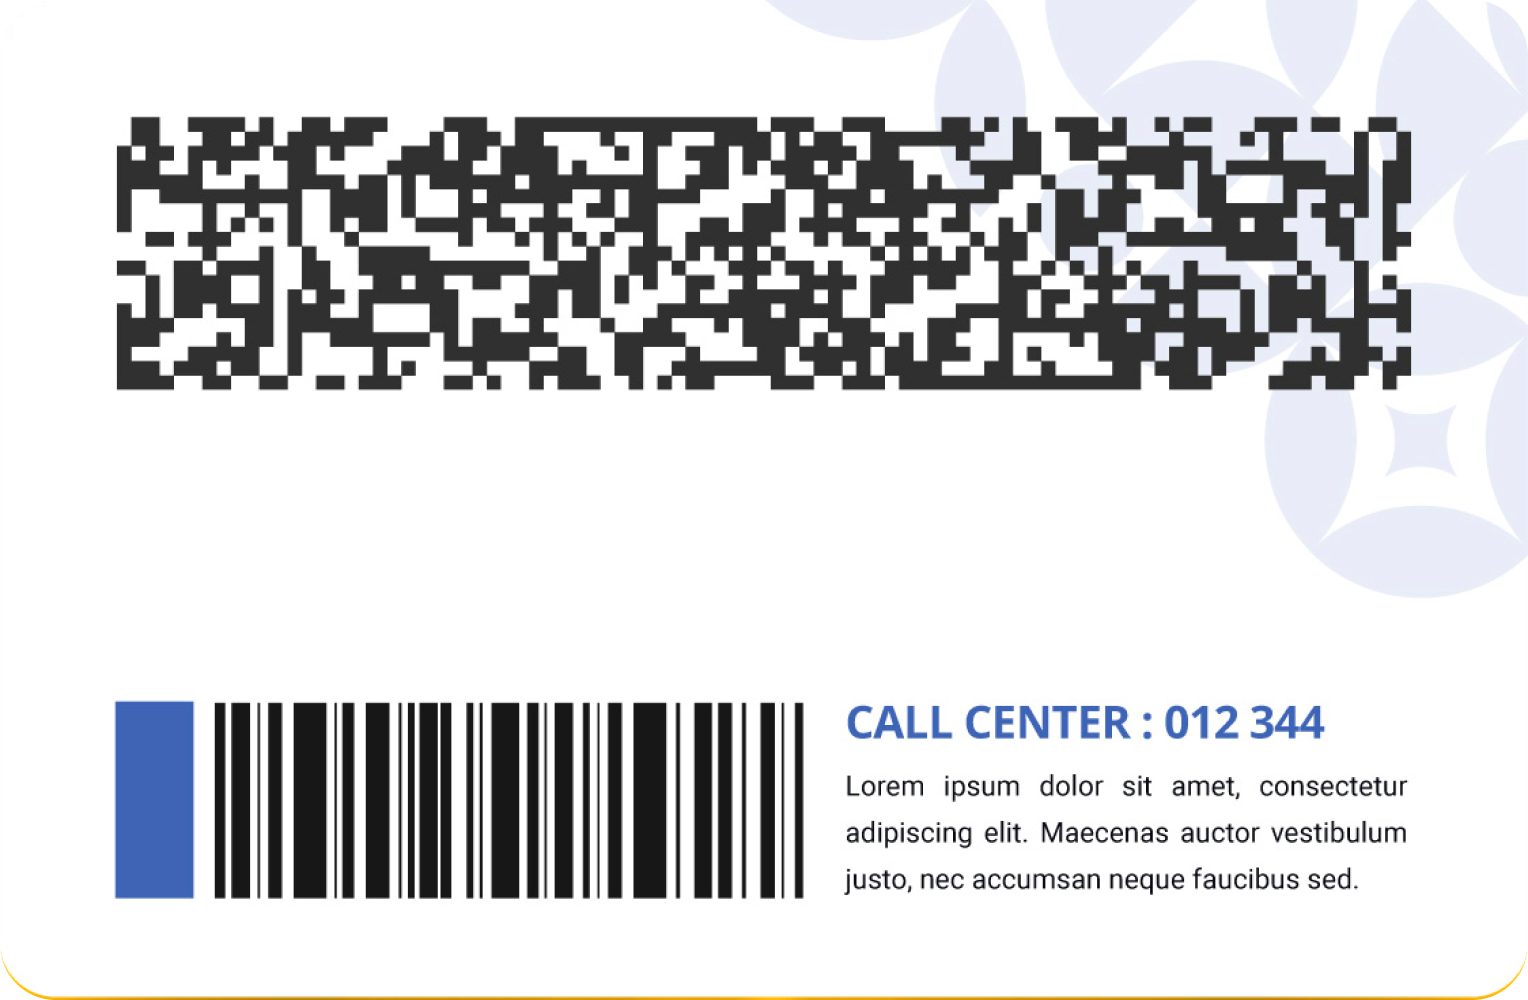 CALL CENTER : 012 344
Lorem ipsum dolor sit amet, consectetur
adipiscing elit. Maecenas auctor vestibulum
justo, nec accumsan neque faucibus sed.